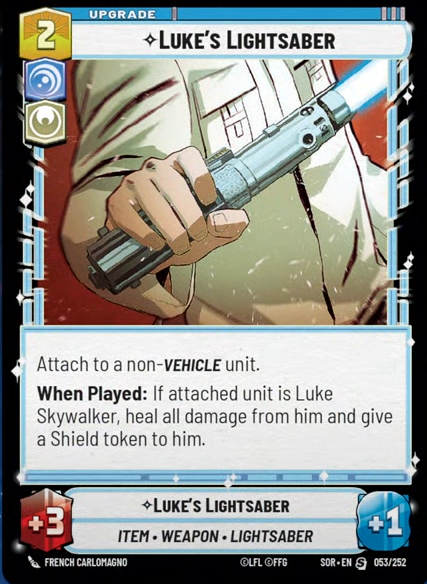 UPGRADE
2
✧LUKE'S LIGHTSABER
Attach to a non-VEHICLE unit.
When Played: If attached unit is Luke
Skywalker, heal all damage from him and give
a Shield token to him.
✧LUKE'S LIGHTSABER
+3
+1
ITEM • WEAPON • LIGHTSABER
FRENCH CARLOMAGNO ©LFL ©FFG SOR • EN S 053/252